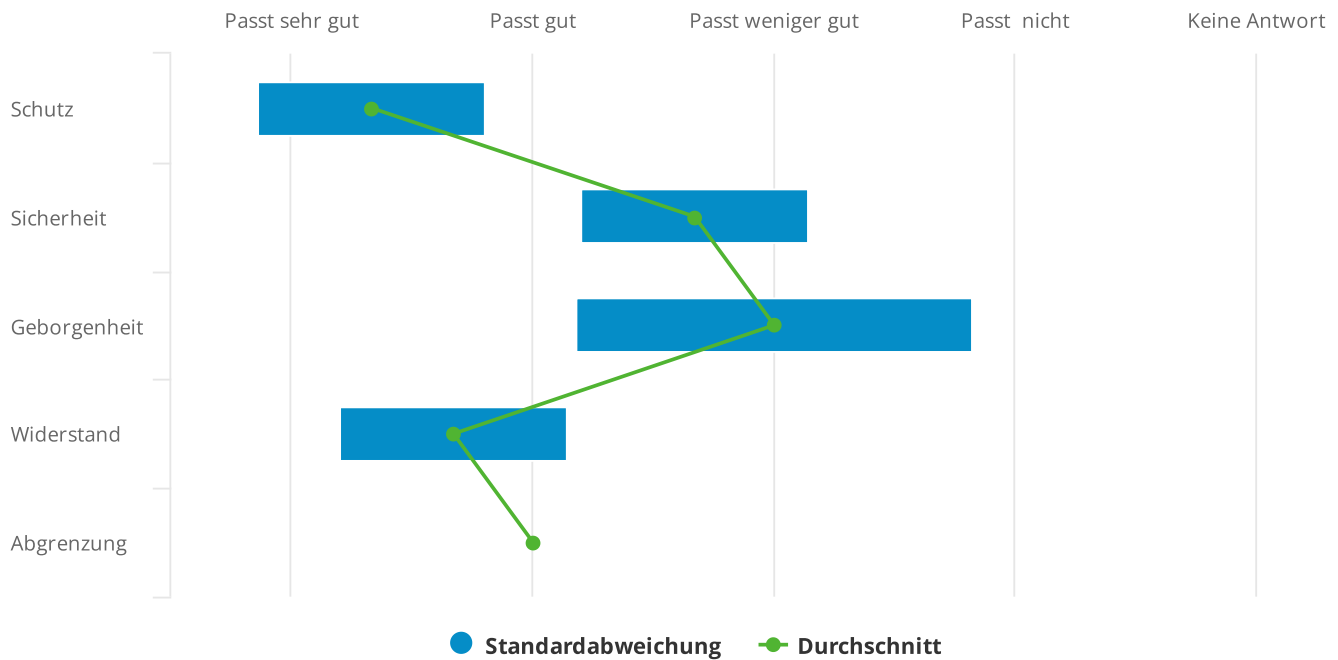 Passt sehr gut Passt gut Passt weniger gut Passt  nicht Keine Antwort
Schutz
Sicherheit
Geborgenheit
Widerstand
Abgrenzung
Standardabweichung Durchschnitt